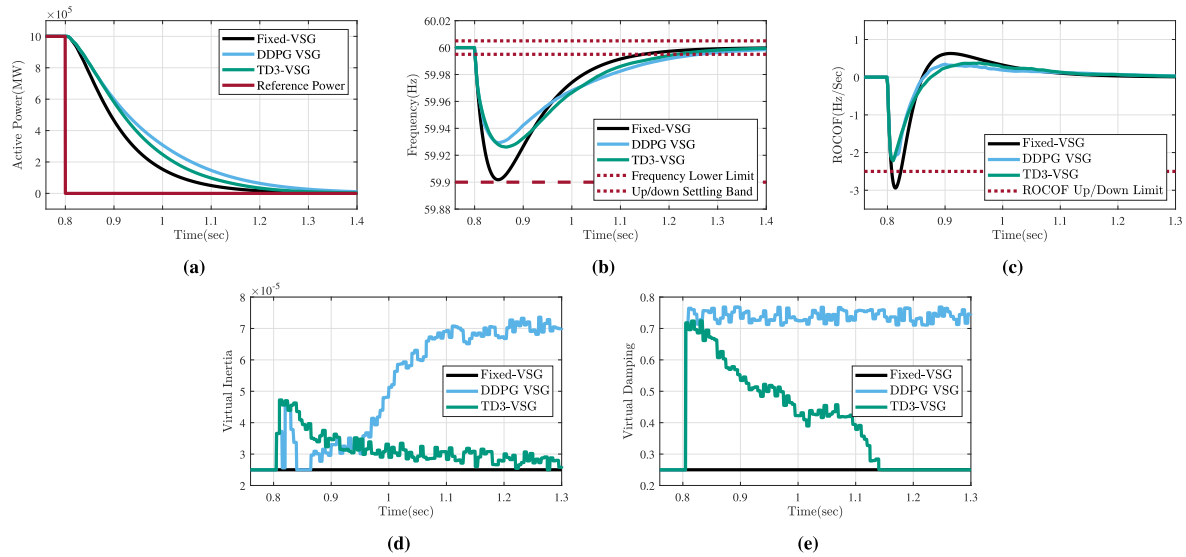 ×10⁵
10
8
6
4
2
0
0.8 0.9 1 1.1 1.2 1.3 1.4
Active Power(MW)
Time(sec)
Fixed-VSG
DDPG VSG
TD3-VSG
Reference Power
(a)
60.02
60
59.98
59.96
59.94
59.92
59.9
59.88
0.8 0.9 1 1.1 1.2 1.3 1.4
Frequency(Hz)
Time(sec)
Fixed-VSG
DDPG VSG
TD3-VSG
Frequency Lower Limit
Up/down Settling Band
(b)
1
0
-1
-2
-3
0.8 0.9 1 1.1 1.2 1.3
ROCOF(Hz/Sec)
Time(sec)
Fixed-VSG
DDPG VSG
TD3-VSG
ROCOF Up/Down Limit
(c)
×10⁻⁵
8
7
6
5
4
3
2
0.8 0.9 1 1.1 1.2 1.3
Virtual Inertia
Time(sec)
Fixed-VSG
DDPG VSG
TD3-VSG
(d)
0.8
0.7
0.6
0.5
0.4
0.3
0.2
0.8 0.9 1 1.1 1.2 1.3
Virtual Damping
Time(sec)
Fixed-VSG
DDPG VSG
TD3-VSG
(e)